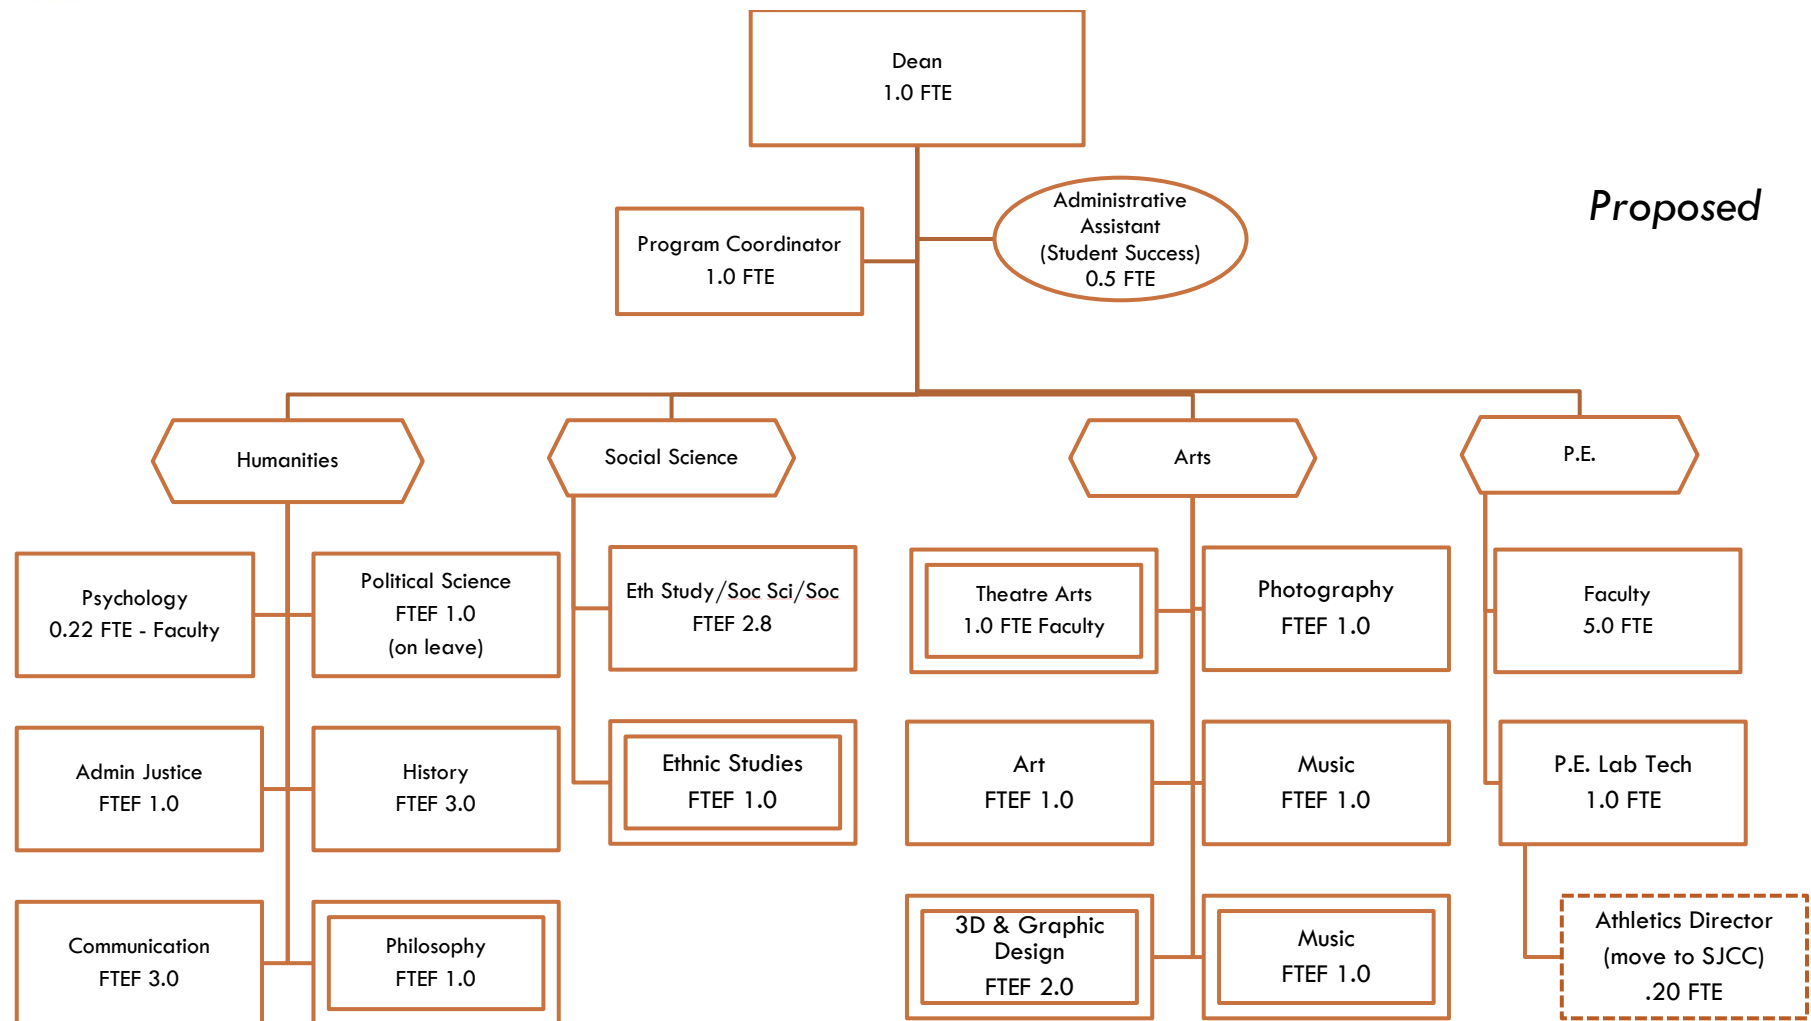 Dean
1.0 FTE
Proposed
Program Coordinator
1.0 FTE
Administrative
Assistant
(Student Success)
0.5 FTE
Humanities
Social Science
Arts
P.E.
Psychology
0.22 FTE - Faculty
Political Science
FTEF 1.0
(on leave)
Eth Study/Soc Sci/Soc
FTEF 2.8
Theatre Arts
1.0 FTE Faculty
Photography
FTEF 1.0
Faculty
5.0 FTE
Admin Justice
FTEF 1.0
History
FTEF 3.0
Ethnic Studies
FTEF 1.0
Art
FTEF 1.0
Music
FTEF 1.0
P.E. Lab Tech
1.0 FTE
Communication
FTEF 3.0
Philosophy
FTEF 1.0
3D & Graphic
Design
FTEF 2.0
Music
FTEF 1.0
Athletics Director
(move to SJCC)
.20 FTE